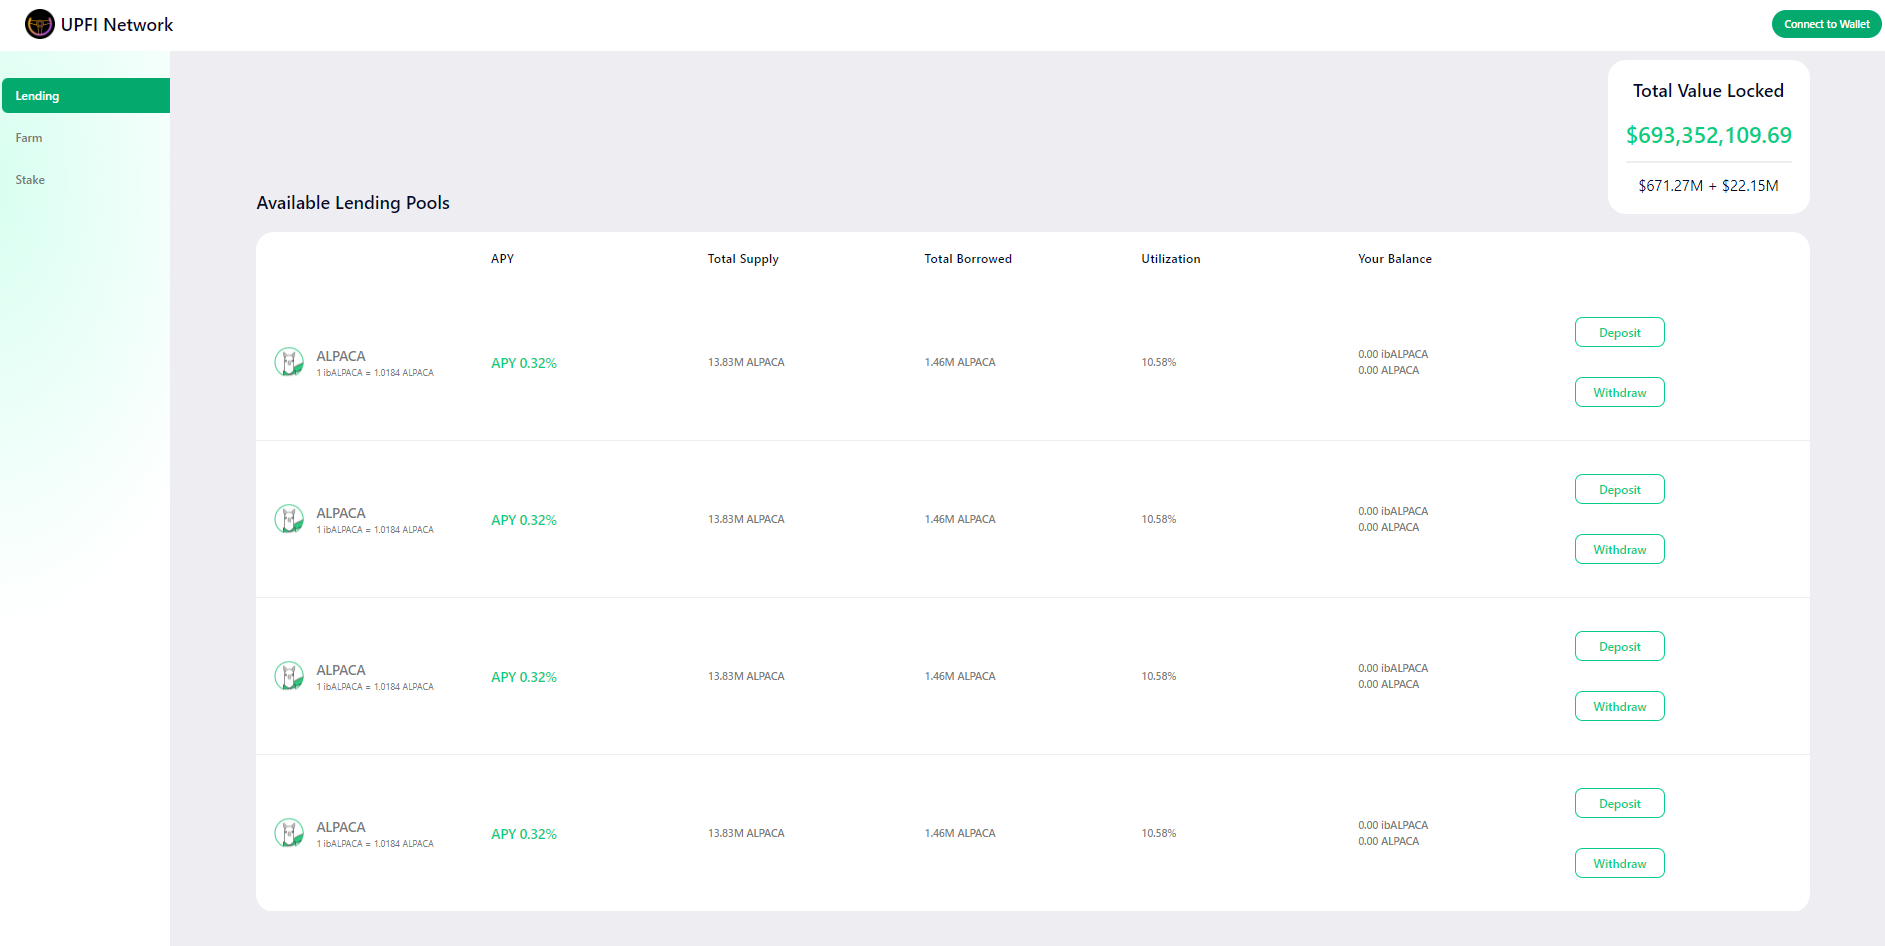 UPFI Network
Connect to Wallet
Lending
Farm
Stake
Total Value Locked
$693,352,109.69
$671.27M + $22.15M
Available Lending Pools
APY Total Supply Total Borrowed Utilization Your Balance
ALPACA
1 ibALPACA = 1.0184 ALPACA
APY 0.32%
13.83M ALPACA
1.46M ALPACA
10.58%
0.00 ibALPACA
0.00 ALPACA
Deposit
Withdraw
ALPACA
1 ibALPACA = 1.0184 ALPACA
APY 0.32%
13.83M ALPACA
1.46M ALPACA
10.58%
0.00 ibALPACA
0.00 ALPACA
Deposit
Withdraw
ALPACA
1 ibALPACA = 1.0184 ALPACA
APY 0.32%
13.83M ALPACA
1.46M ALPACA
10.58%
0.00 ibALPACA
0.00 ALPACA
Deposit
Withdraw
ALPACA
1 ibALPACA = 1.0184 ALPACA
APY 0.32%
13.83M ALPACA
1.46M ALPACA
10.58%
0.00 ibALPACA
0.00 ALPACA
Deposit
Withdraw